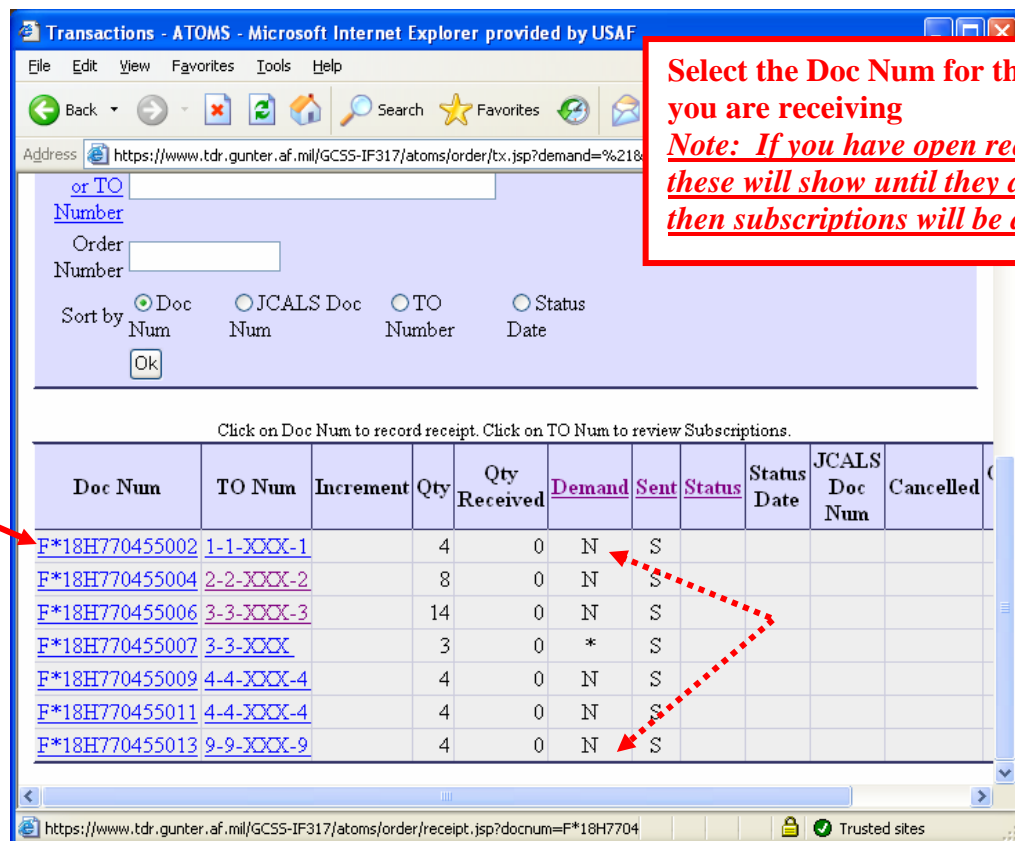 Transactions - ATOMS - Microsoft Internet Explorer provided by USAF
File Edit View Favorites Tools Help
Back Search Favorites
Address https://www.tdr.gunter.af.mil/GCSS-IF317/atoms/order/tx.jsp?demand=%21&
Select the Doc Num for th
you are receiving
Note: If you have open re
these will show until they
then subscriptions will be
or TO
Number
Order
Number
Sort by Doc Num JCALS Doc Num TO Number Status Date
Ok
Click on Doc Num to record receipt. Click on TO Num to review Subscriptions.
Doc Num TO Num Increment Qty Qty Received Demand Sent Status Status Date JCALS Doc Num Cancelled
F*18H770455002 1-1-XXX-1 4 0 N S
F*18H770455004 2-2-XXX-2 8 0 N S
F*18H770455006 3-3-XXX-3 14 0 N S
F*18H770455007 3-3-XXX 3 0 * S
F*18H770455009 4-4-XXX-4 4 0 N S
F*18H770455011 4-4-XXX-4 4 0 N S
F*18H770455013 9-9-XXX-9 4 0 N S
https://www.tdr.gunter.af.mil/GCSS-IF317/atoms/order/receipt.jsp?docnum=F*18H7704 Trusted sites